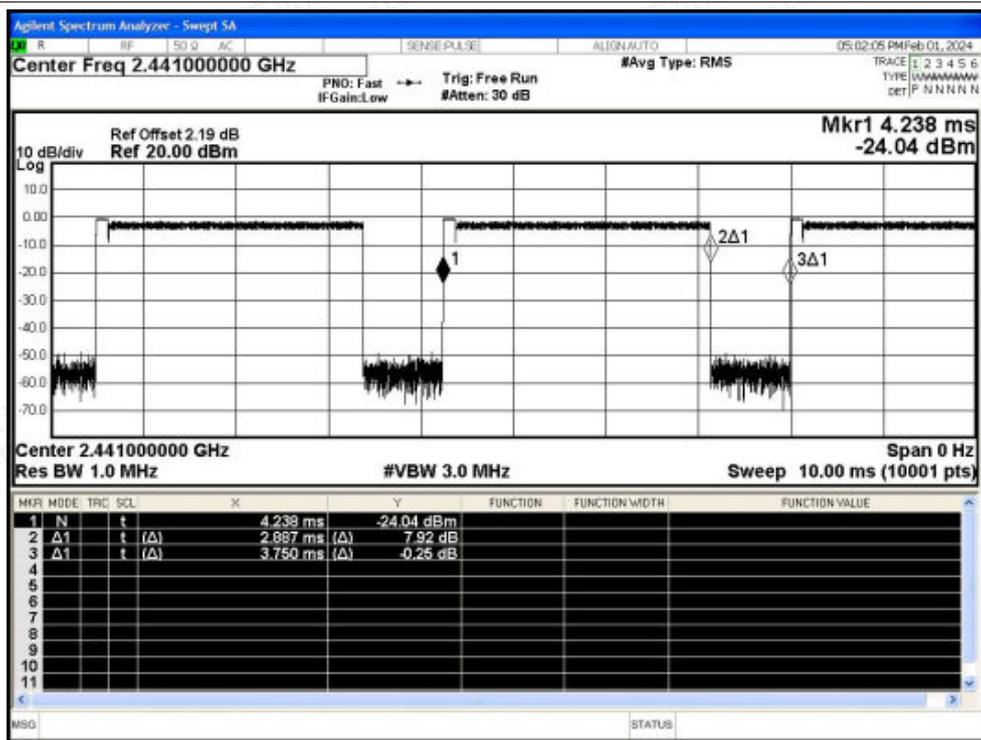 Agilent Spectrum Analyzer - Swept SA
LXI R RF 50 Ω AC SENSE:PULSE ALIGN AUTO 05:02:05 PM Feb 01, 2024
Center Freq 2.441000000 GHz #Avg Type: RMS TRACE 1 2 3 4 5 6
PNO: Fast Trig: Free Run TYPE WWWWWW
IFGain:Low #Atten: 30 dB DET P N N N N N
Mkr1 4.238 ms
-24.04 dBm
Ref Offset 2.19 dB
10 dB/div Ref 20.00 dBm
Log
10.0
0.00
-10.0
-20.0
-30.0
-40.0
-50.0
-60.0
-70.0
1
2Δ1
3Δ1
Center 2.441000000 GHz Span 0 Hz
Res BW 1.0 MHz #VBW 3.0 MHz Sweep 10.00 ms (10001 pts)
MKR MODE TRC SCL X Y FUNCTION FUNCTION WIDTH FUNCTION VALUE
1 N t 4.238 ms -24.04 dBm
2 Δ1 t (Δ) 2.887 ms (Δ) 7.92 dB
3 Δ1 t (Δ) 3.750 ms (Δ) -0.25 dB
4
5
6
7
8
9
10
11
MSG STATUS